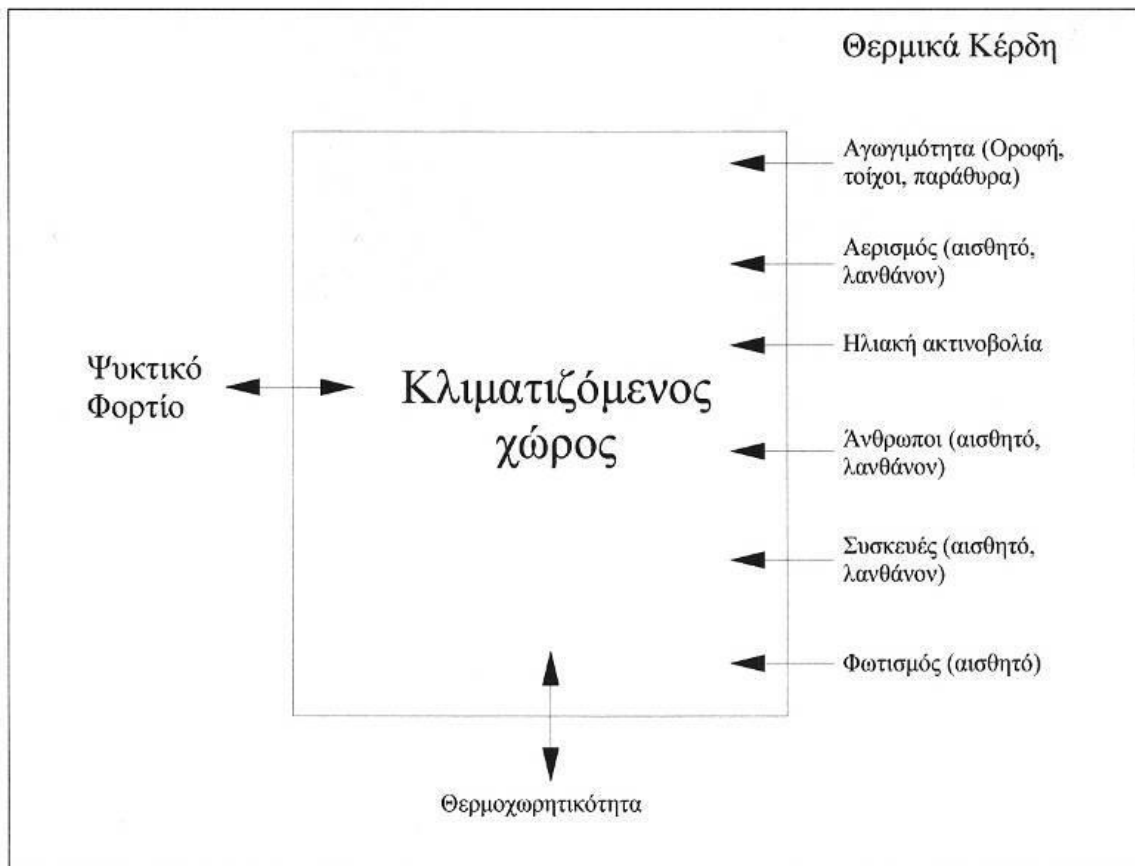 Θερμικά Κέρδη
Αγωγιμότητα (Οροφή,
τοίχοι, παράθυρα)
Αερισμός (αισθητό,
λανθάνον)
Ηλιακή ακτινοβολία
Ψυκτικό
Φορτίο
Κλιματιζόμενος
χώρος
Άνθρωποι (αισθητό,
λανθάνον)
Συσκευές (αισθητό,
λανθάνον)
Φωτισμός (αισθητό)
Θερμοχωρητικότητα